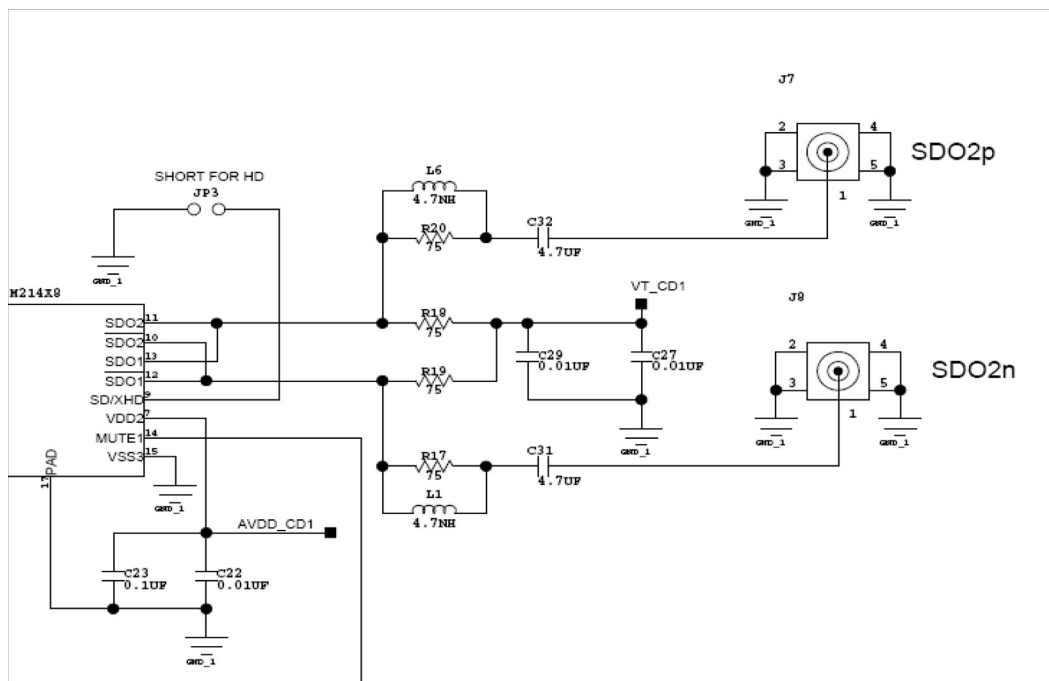 J7
2
4
3
5
1
SDO2p
GND_1
GND_1
SHORT FOR HD
JP3
GND_1
L6
4.7NH
R20
75
C32
4.7UF
M214X8
SDO2
11
SDO2
10
SDO1
13
SDO1
12
SD/XHD
9
VDD2
7
MUTE1
14
VSS3
15
17
PAD
R18
75
R19
75
VT_CD1
C29
0.01UF
C27
0.01UF
GND_1
J8
2
4
3
5
1
SDO2n
GND_1
GND_1
R17
75
L1
4.7NH
C31
4.7UF
GND_1
AVDD_CD1
C23
0.1UF
C22
0.01UF
GND_1